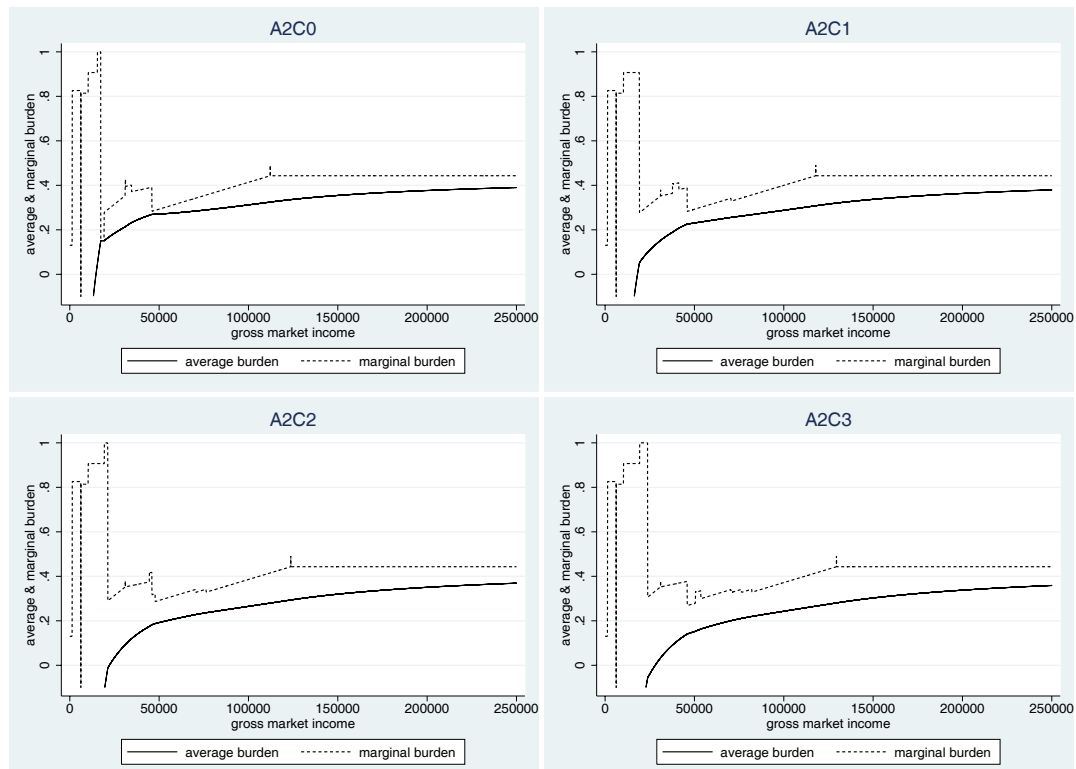 A2C0
average & marginal burden
0 .2 .4 .6 .8 1
0 50000 100000 150000 200000 250000
gross market income
average burden marginal burden
A2C1
average & marginal burden
0 .2 .4 .6 .8 1
0 50000 100000 150000 200000 250000
gross market income
average burden marginal burden
A2C2
average & marginal burden
0 .2 .4 .6 .8 1
0 50000 100000 150000 200000 250000
gross market income
average burden marginal burden
A2C3
average & marginal burden
0 .2 .4 .6 .8 1
0 50000 100000 150000 200000 250000
gross market income
average burden marginal burden